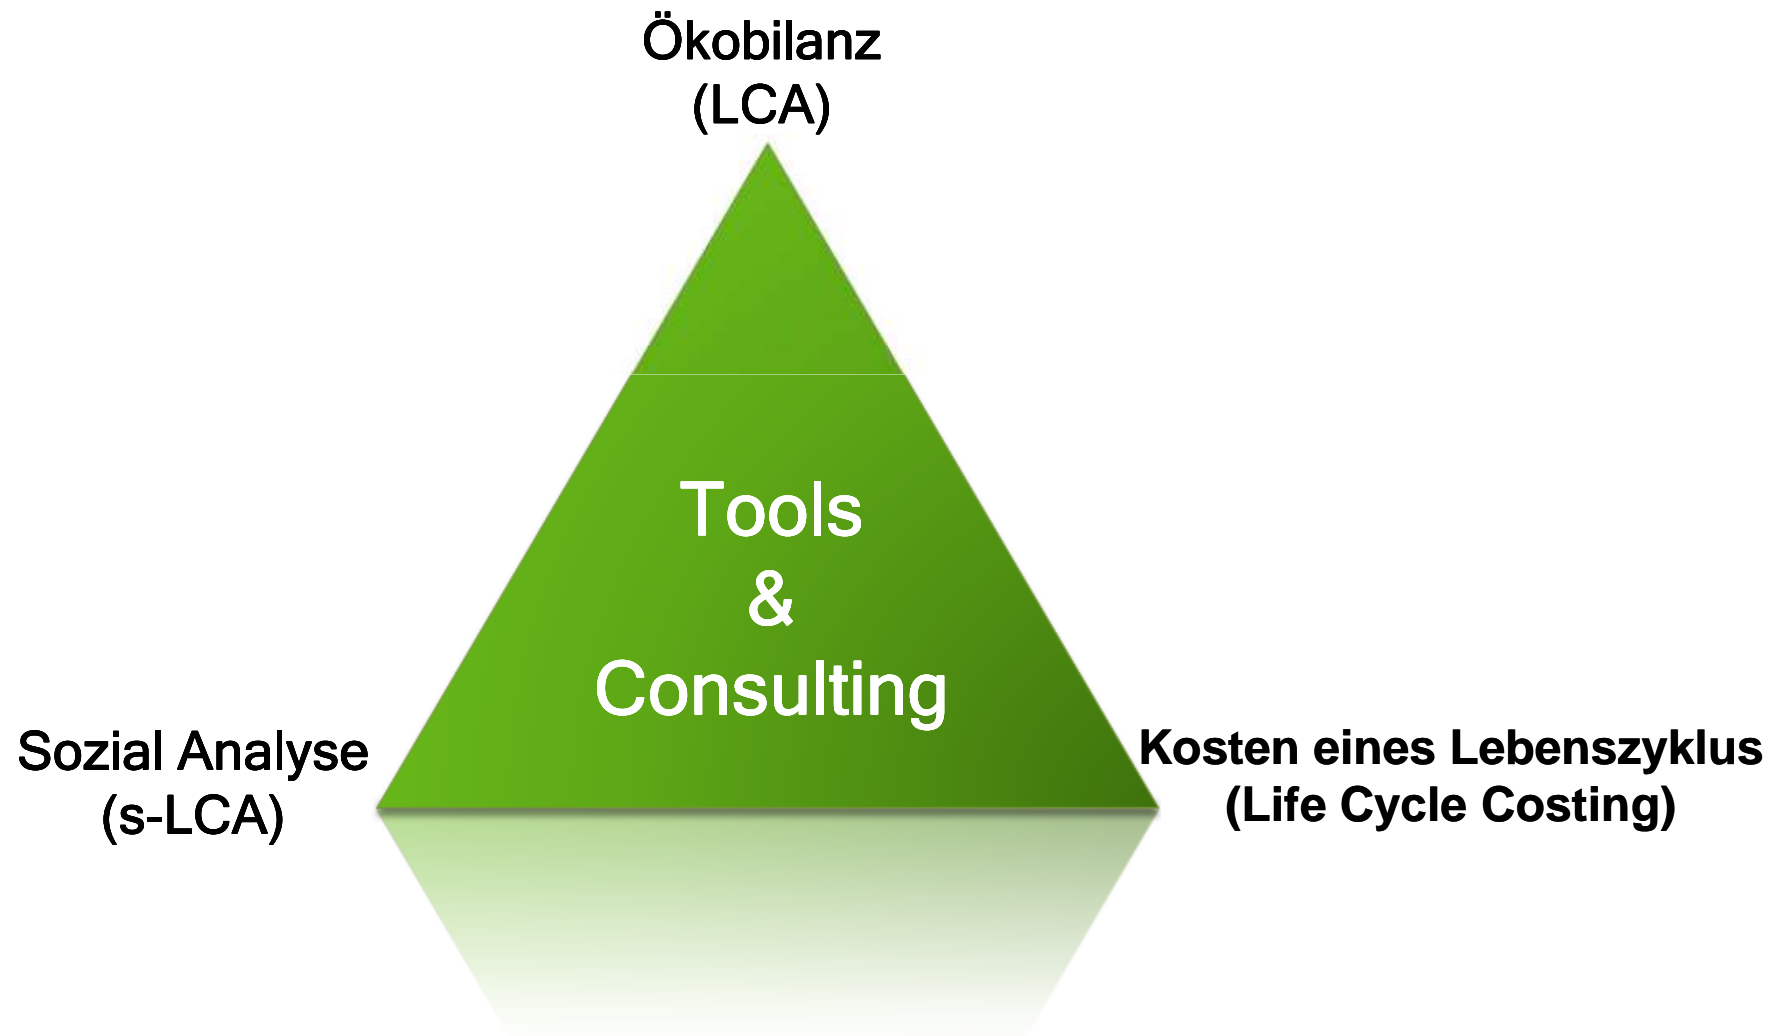 Ökobilanz
(LCA)
Tools
&
Consulting
Sozial Analyse
(s-LCA)
Kosten eines Lebenszyklus
(Life Cycle Costing)